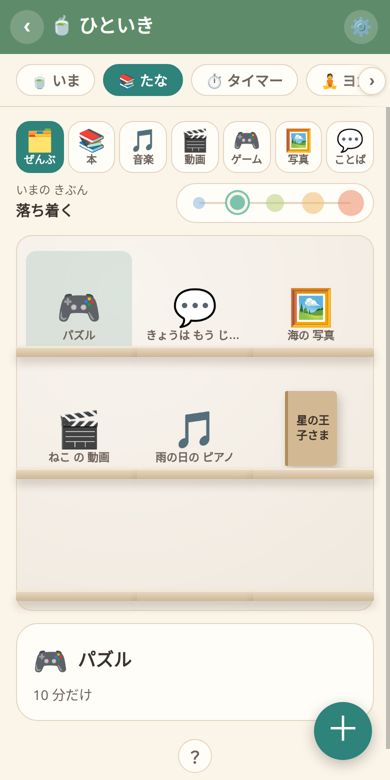 ひといき
いま
たな
タイマー
ぜんぶ
本
音楽
動画
ゲーム
写真
ことば
いまの きぶん
落ち着く
パズル
きょうは もう じ…
海の 写真
ねこ の 動画
雨の日の ピアノ
星の王
子さま
パズル
10 分だけ
?